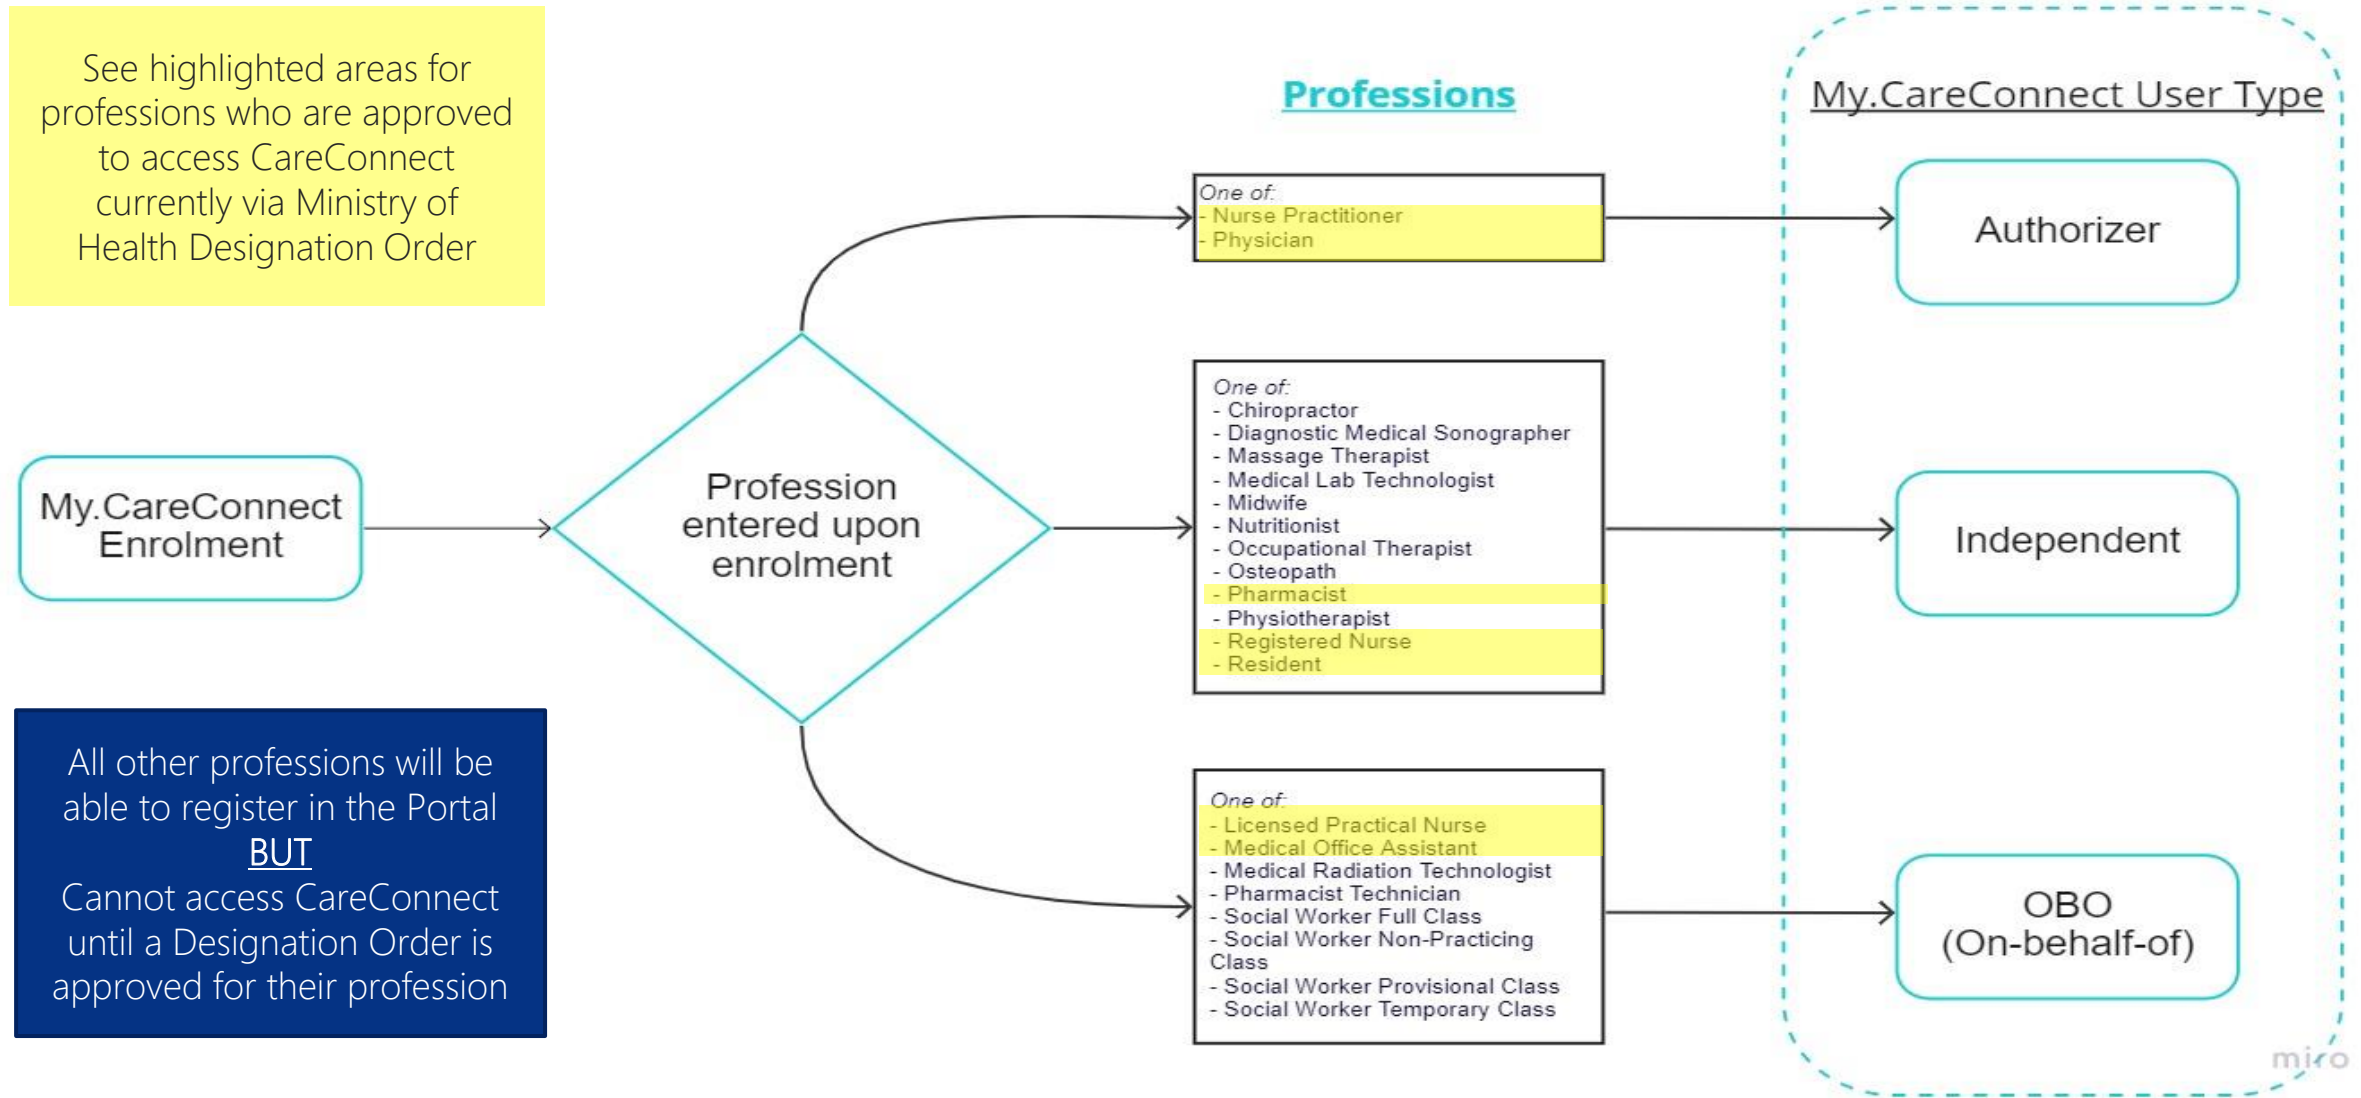 See highlighted areas for
professions who are approved
to access CareConnect
currently via Ministry of
Health Designation Order
My.CareConnect
Enrolment
All other professions will be
able to register in the Portal
BUT
Cannot access CareConnect
until a Designation Order is
approved for their profession
Profession
entered upon
enrolment
Professions
One of:
- Nurse Practitioner
- Physician
One of:
- Chiropractor
- Diagnostic Medical Sonographer
- Massage Therapist
- Medical Lab Technologist
- Midwife
- Nutritionist
- Occupational Therapist
- Osteopath
- Pharmacist
- Physiotherapist
- Registered Nurse
- Resident
One of:
- Licensed Practical Nurse
- Medical Office Assistant
- Medical Radiation Technologist
- Pharmacist Technician
- Social Worker Full Class
- Social Worker Non-Practicing
Class
- Social Worker Provisional Class
- Social Worker Temporary Class
My.CareConnect User Type
Authorizer
Independent
OBO
(On-behalf-of)
miro